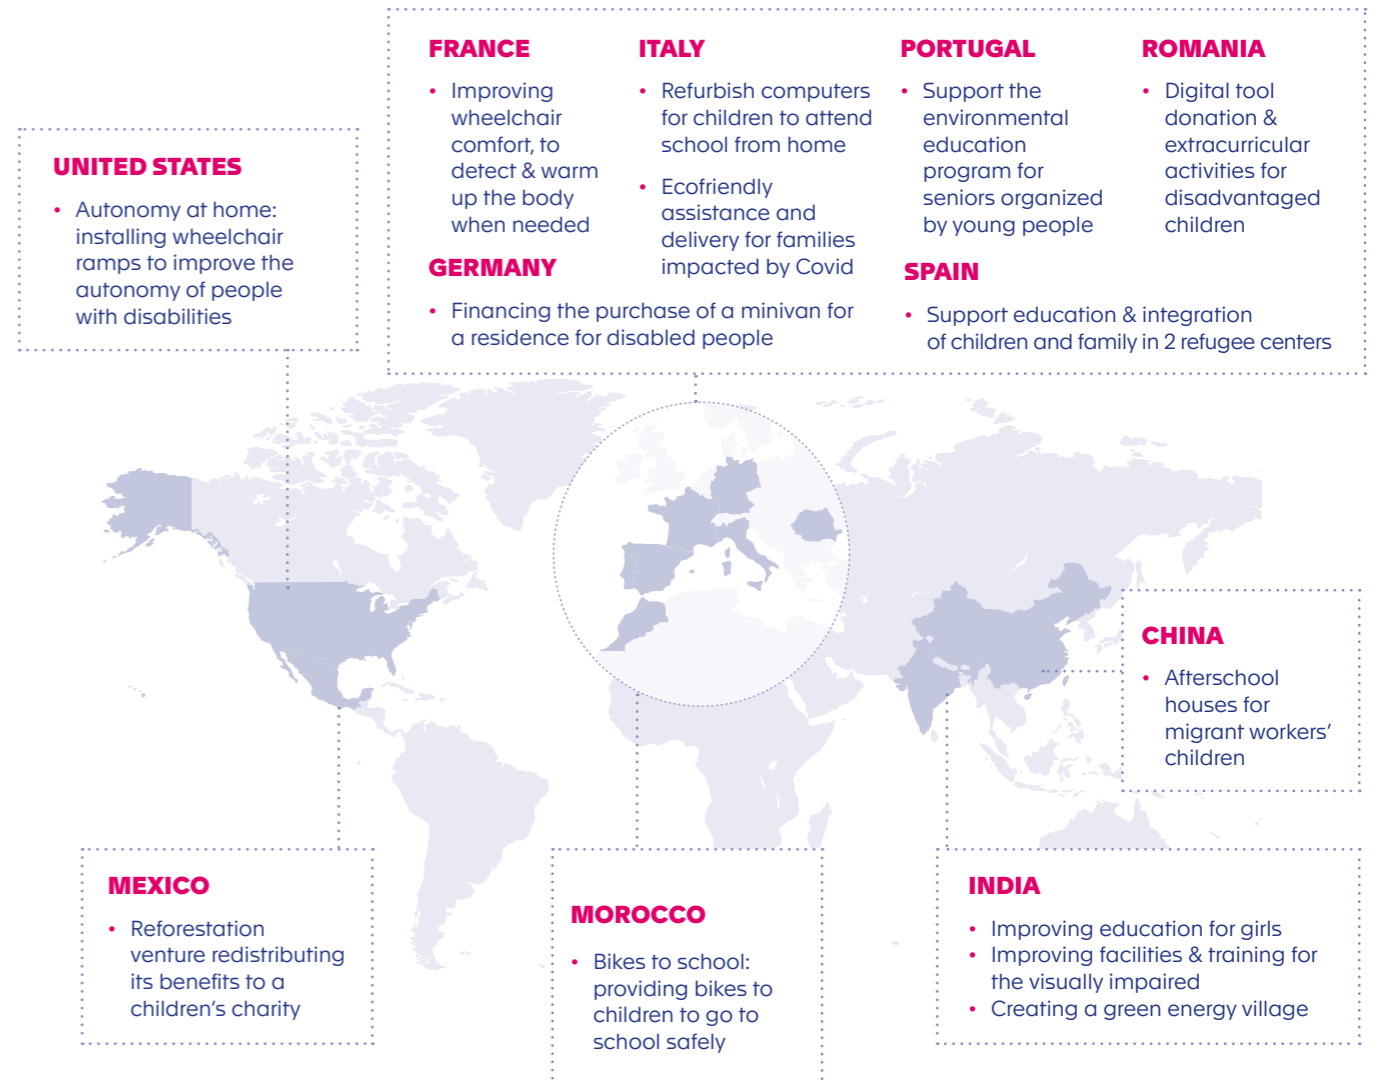 UNITED STATES
• Autonomy at home:
installing wheelchair
ramps to improve the
autonomy of people
with disabilities
FRANCE
• Improving
wheelchair
comfort, to
detect & warm
up the body
when needed
ITALY
• Refurbish computers
for children to attend
school from home
• Ecofriendly
assistance and
delivery for families
impacted by Covid
PORTUGAL
• Support the
environmental
education
program for
seniors organized
by young people
ROMANIA
• Digital tool
donation &
extracurricular
activities for
disadvantaged
children
GERMANY
• Financing the purchase of a minivan for
a residence for disabled people
SPAIN
• Support education & integration
of children and family in 2 refugee centers
CHINA
• Afterschool
houses for
migrant workers’
children
MEXICO
• Reforestation
venture redistributing
its benefits to a
children’s charity
MOROCCO
• Bikes to school:
providing bikes to
children to go to
school safely
INDIA
• Improving education for girls
• Improving facilities & training for
the visually impaired
• Creating a green energy village